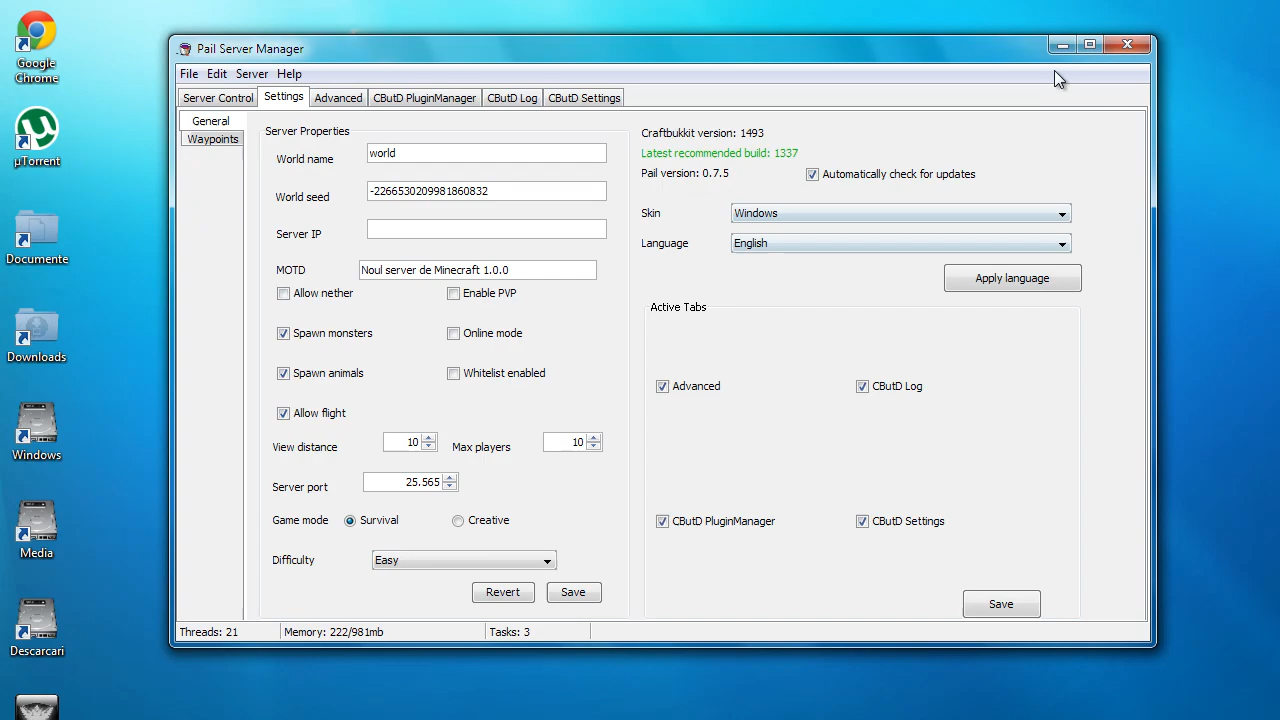 Google
Chrome
µTorrent
Documente
Downloads
Windows
Media
Descarcari
Pail Server Manager
File Edit Server Help
Server Control Settings Advanced CButD PluginManager CButD Log CButD Settings
General
Waypoints
Server Properties
World name world
World seed -2266530209981860832
Server IP
MOTD Noul server de Minecraft 1.0.0
Allow nether Enable PVP
Spawn monsters Online mode
Spawn animals Whitelist enabled
Allow flight
View distance 10 Max players 10
Server port 25.565
Game mode Survival Creative
Difficulty Easy
Revert Save
Craftbukkit version: 1493
Latest recommended build: 1337
Pail version: 0.7.5 Automatically check for updates
Skin Windows
Language English
Apply language
Active Tabs
Advanced CButD Log
CButD PluginManager CButD Settings
Save
Threads: 21 Memory: 222/981mb Tasks: 3